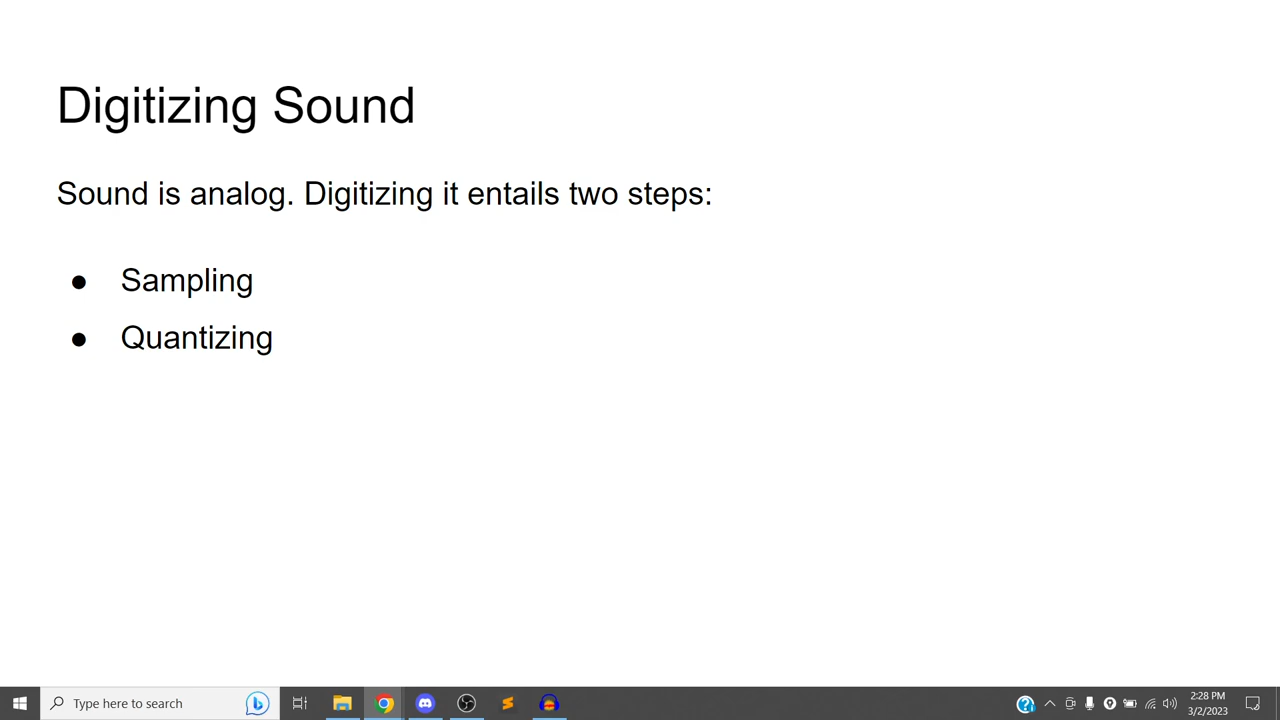 Digitizing Sound
Sound is analog. Digitizing it entails two steps:
● Sampling
● Quantizing
Type here to search
2:28 PM
3/2/2023